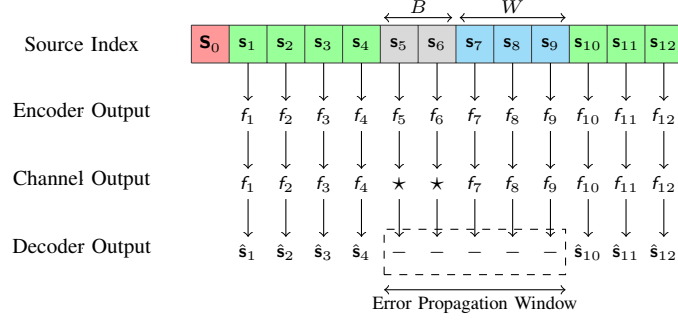 B W
Source Index s₀ s₁ s₂ s₃ s₄ s₅ s₆ s₇ s₈ s₉ s₁₀ s₁₁ s₁₂
Encoder Output f₁ f₂ f₃ f₄ f₅ f₆ f₇ f₈ f₉ f₁₀ f₁₁ f₁₂
Channel Output f₁ f₂ f₃ f₄ ⋆ ⋆ f₇ f₈ f₉ f₁₀ f₁₁ f₁₂
Decoder Output ŝ₁ ŝ₂ ŝ₃ ŝ₄ − − − − − ŝ₁₀ ŝ₁₁ ŝ₁₂
Error Propagation Window